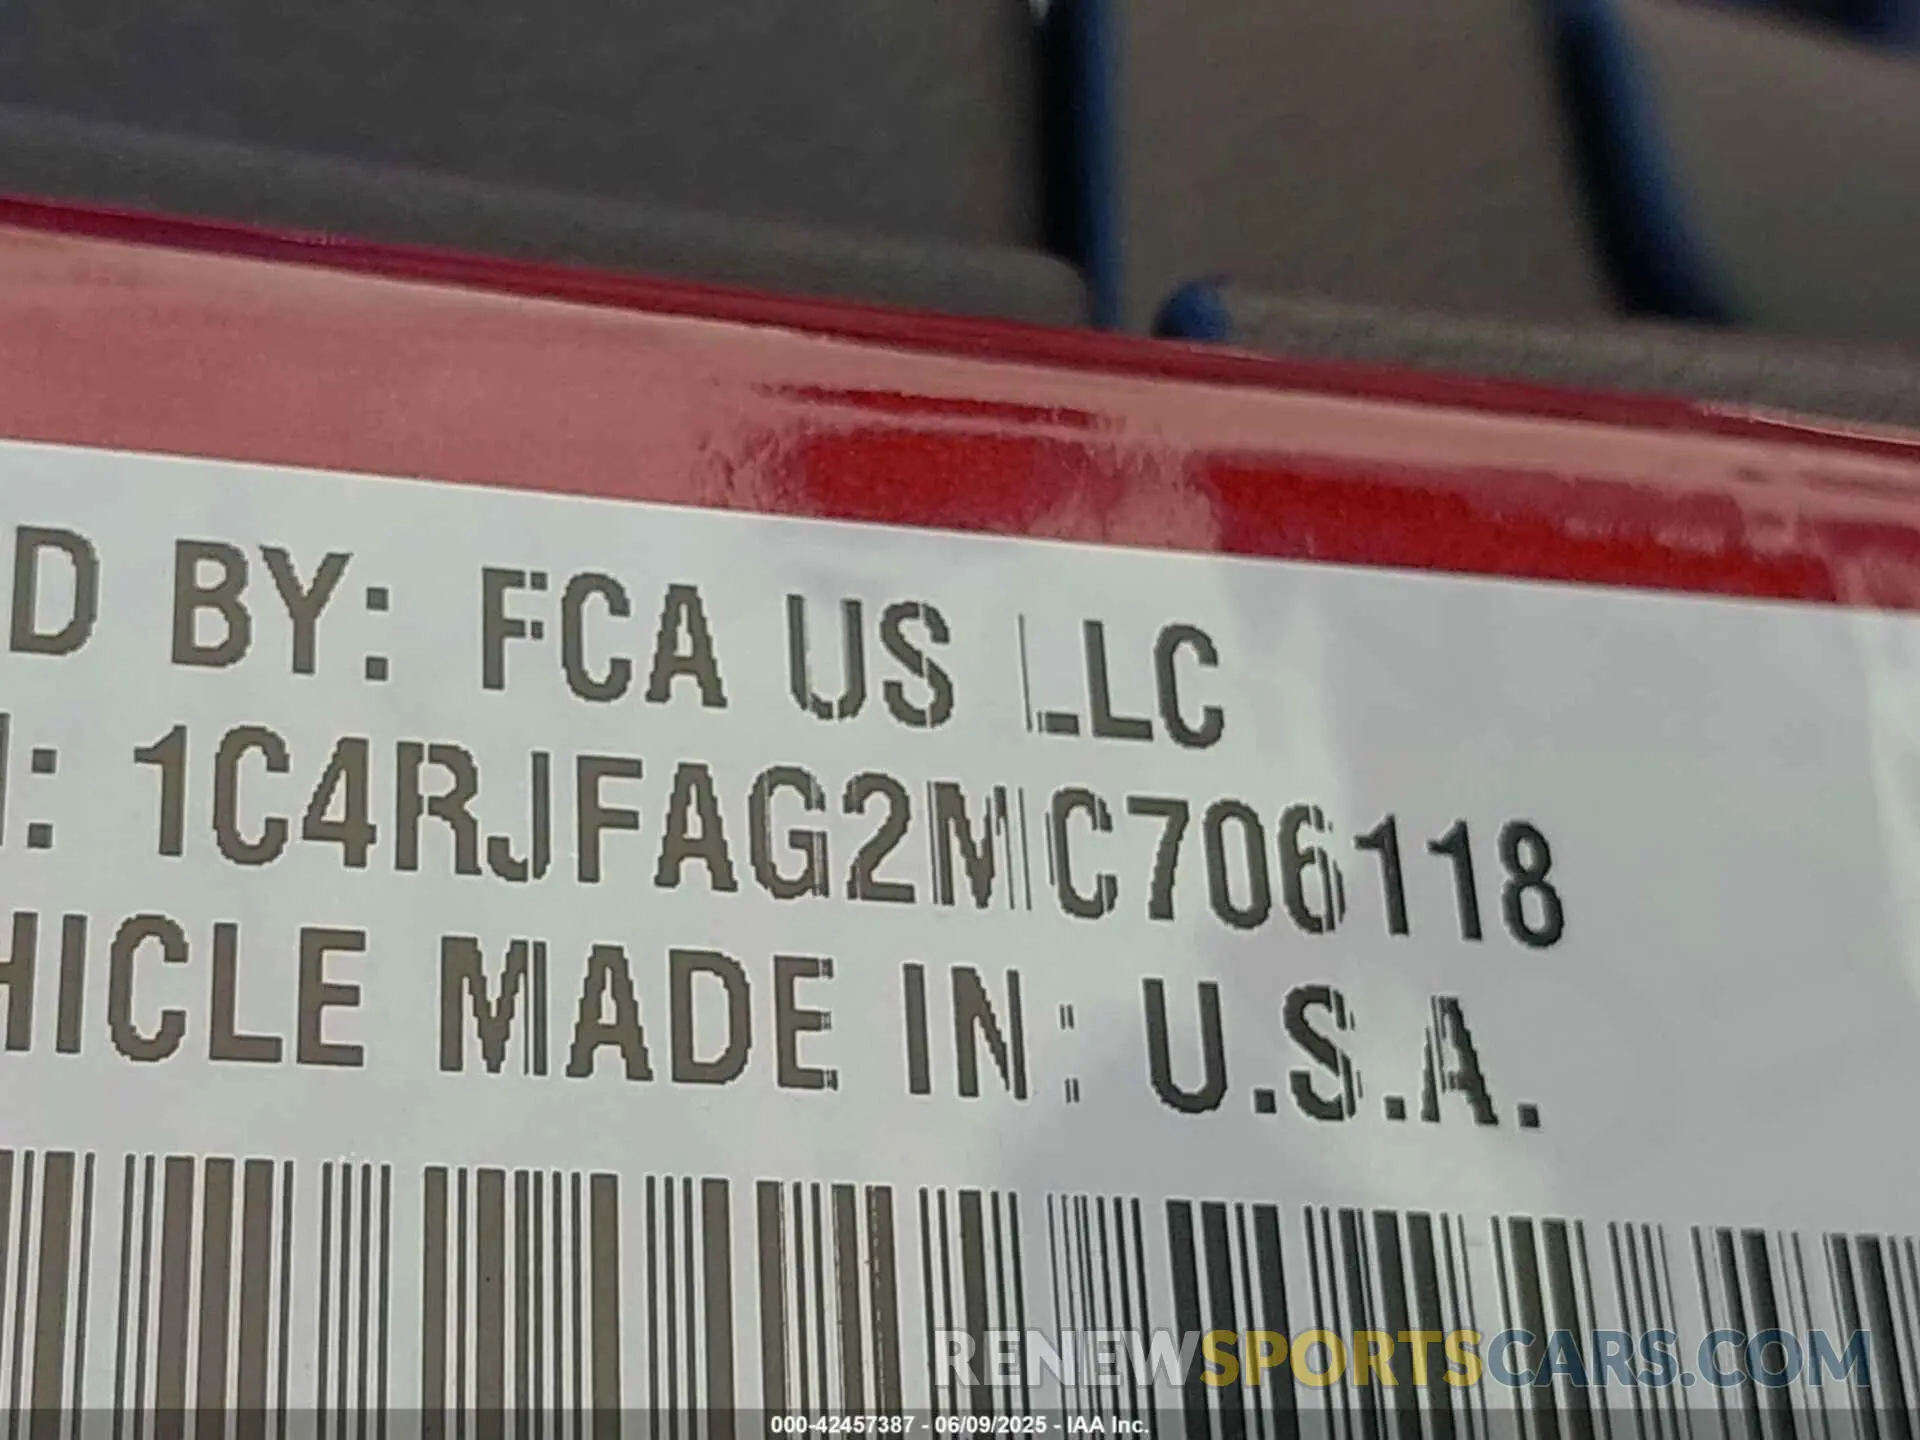 D BY: FCA US LLC
: 1C4RJFAG2MC706118
HICLE MADE IN: U.S.A.
RENEWSPORTSCARS.COM
000-42457387 - 06/09/2025 - IAA Inc.